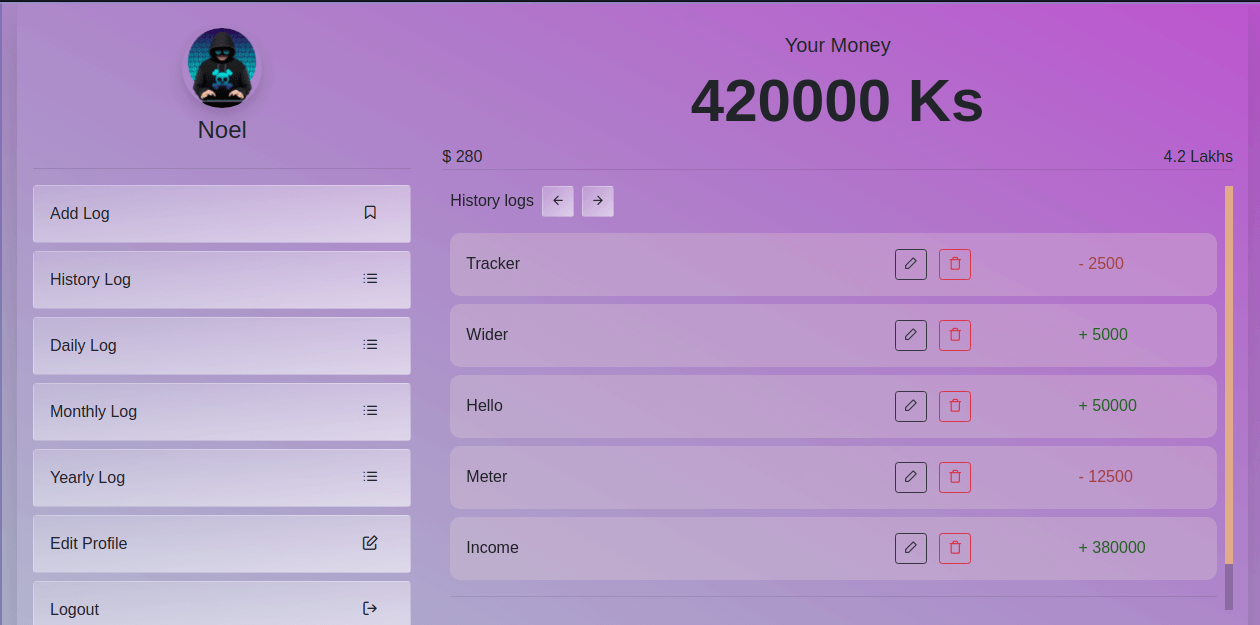 Noel
Add Log
History Log
Daily Log
Monthly Log
Yearly Log
Edit Profile
Logout
Your Money
420000 Ks
$ 280 4.2 Lakhs
History logs
Tracker - 2500
Wider + 5000
Hello + 50000
Meter - 12500
Income + 380000